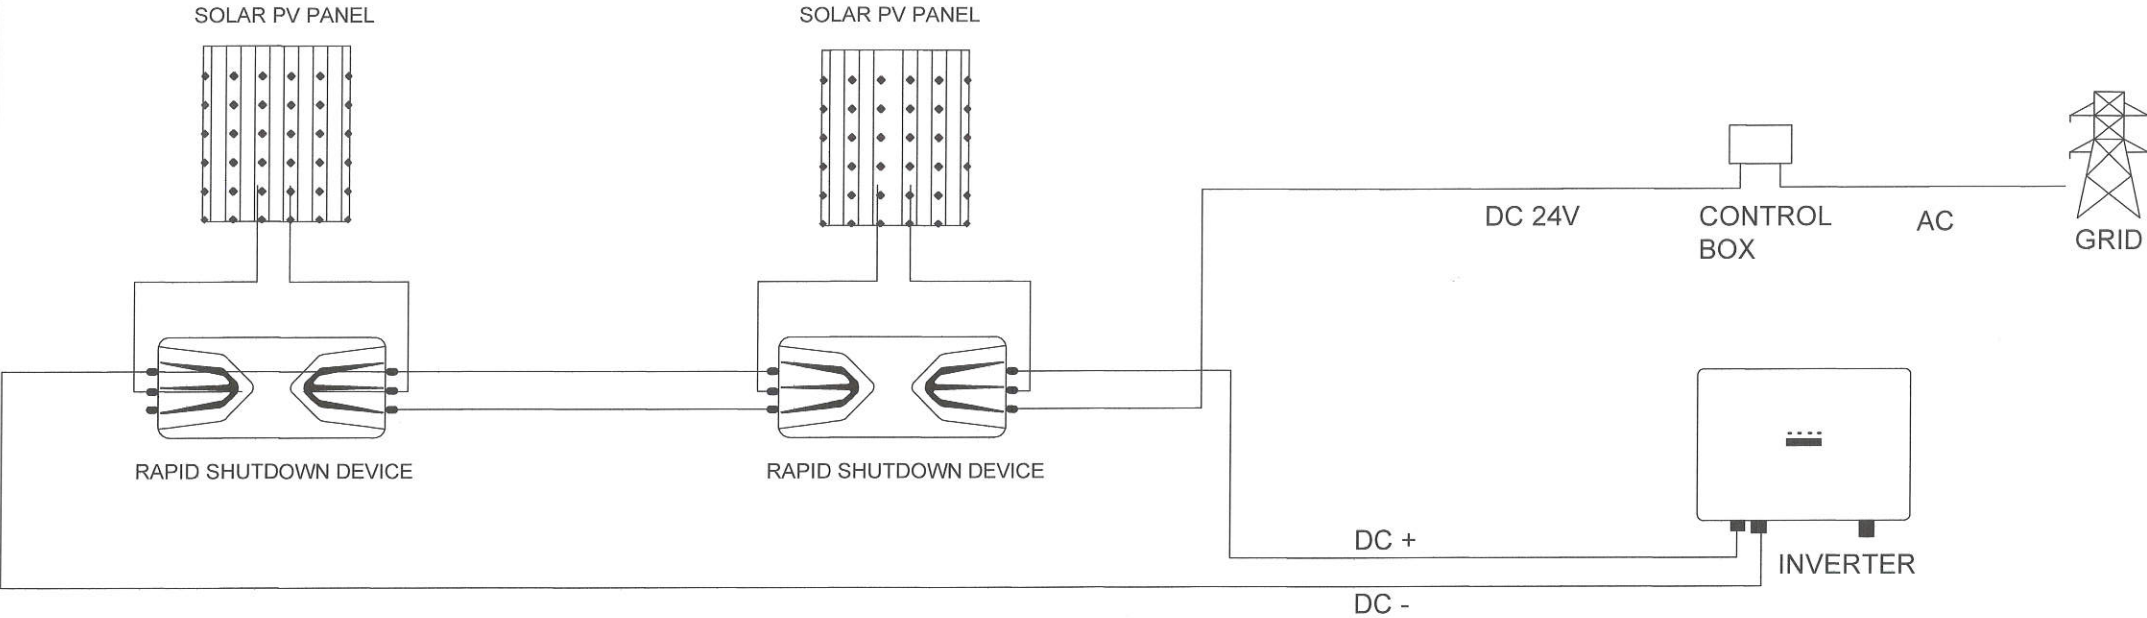 SOLAR PV PANEL
SOLAR PV PANEL
DC 24V
CONTROL
BOX
AC
GRID
RAPID SHUTDOWN DEVICE
RAPID SHUTDOWN DEVICE
DC +
INVERTER
DC -